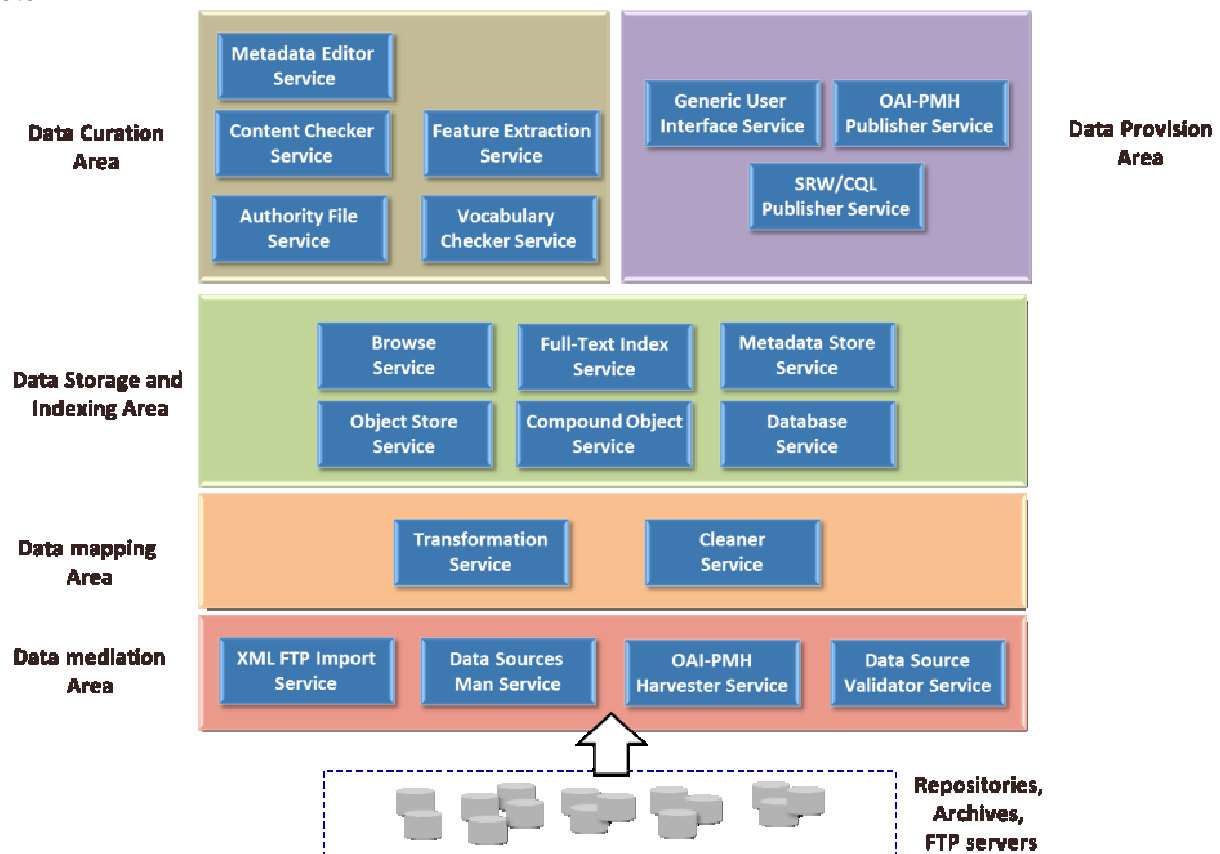 Metadata Editor
Service
Content Checker
Service
Feature Extraction
Service
Authority File
Service
Vocabulary
Checker Service
Data Curation
Area
Generic User
Interface Service
OAI-PMH
Publisher Service
SRW/CQL
Publisher Service
Data Provision
Area
Data Storage and
Indexing Area
Browse
Service
Full-Text Index
Service
Metadata Store
Service
Object Store
Service
Compound Object
Service
Database
Service
Data mapping
Area
Transformation
Service
Cleaner
Service
Data mediation
Area
XML FTP Import
Service
Data Sources
Man Service
OAI-PMH
Harvester Service
Data Source
Validator Service
Repositories,
Archives,
FTP servers